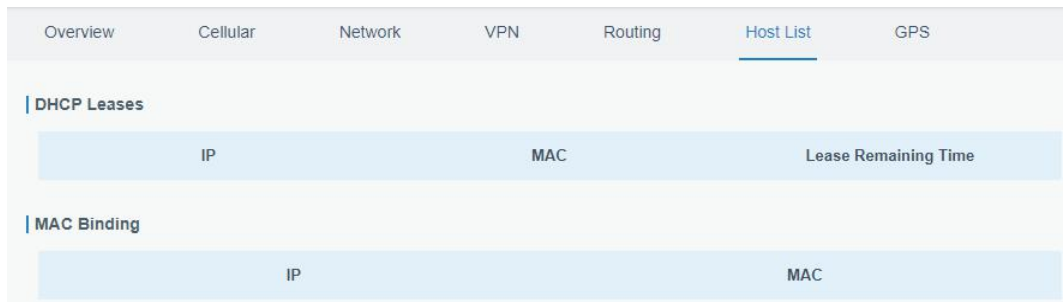 Overview Cellular Network VPN Routing Host List GPS
DHCP Leases
IP MAC Lease Remaining Time
MAC Binding
IP MAC